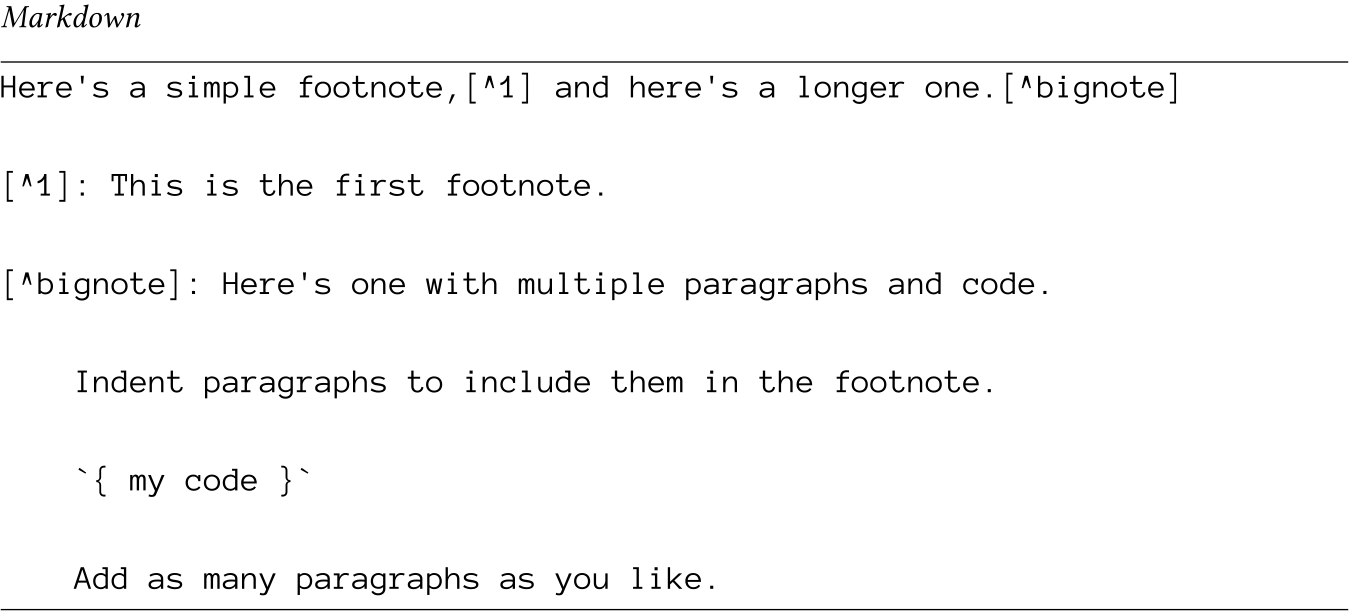 Markdown
Here's a simple footnote,[^1] and here's a longer one.[^bignote]
[^1]: This is the first footnote.
[^bignote]: Here's one with multiple paragraphs and code.
    Indent paragraphs to include them in the footnote.
    `{ my code }`
    Add as many paragraphs as you like.